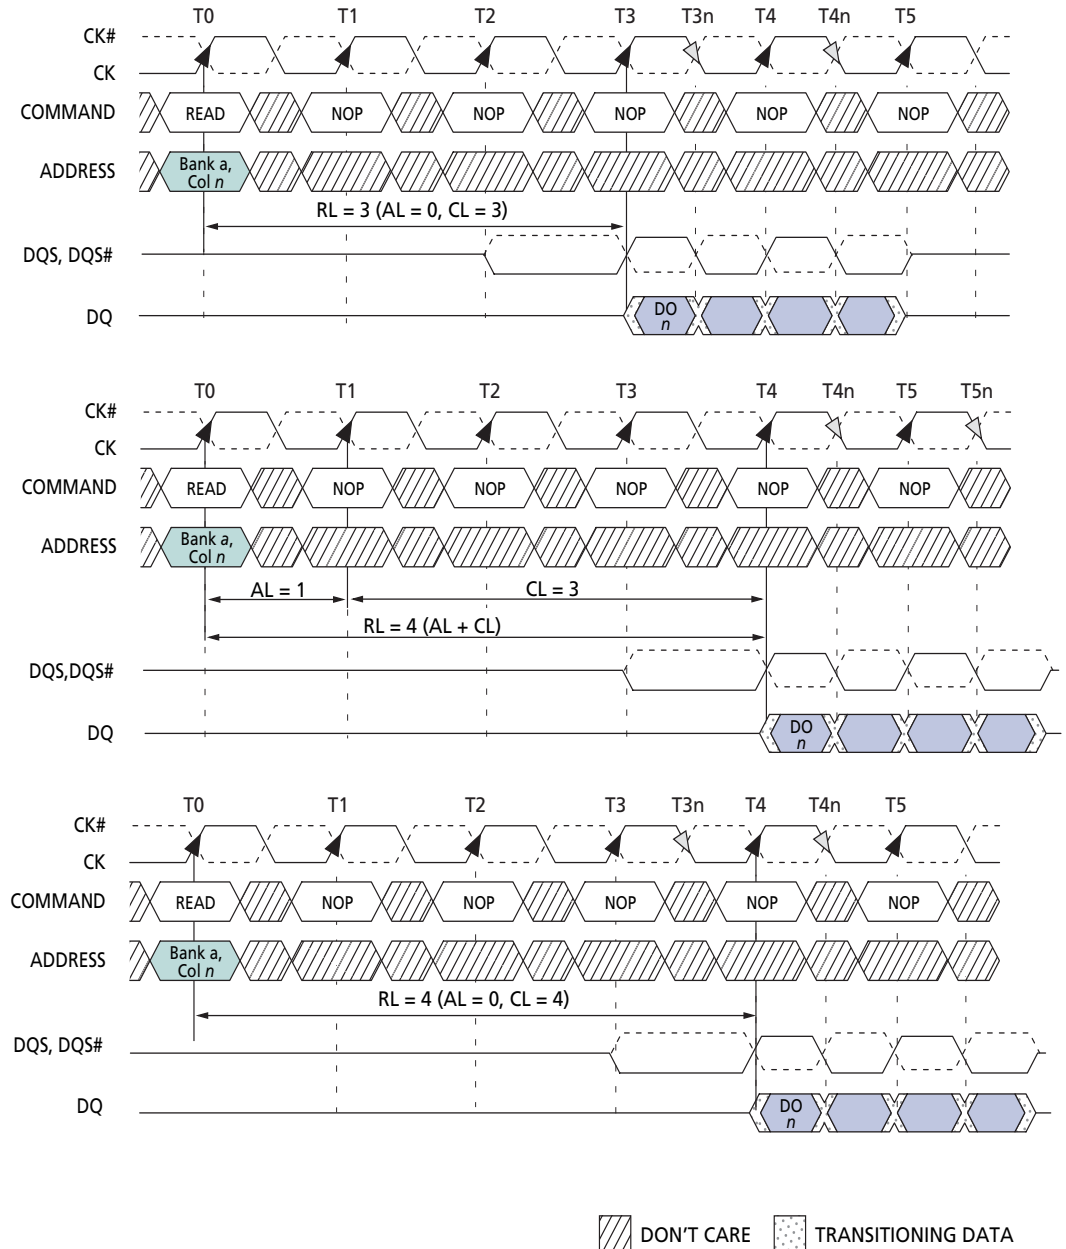 T0 T1 T2 T3 T3n T4 T4n T5
CK#
CK
COMMAND READ NOP NOP NOP NOP NOP
ADDRESS Bank a,
Col n
RL = 3 (AL = 0, CL = 3)
DQS, DQS#
DQ DO
n
T0 T1 T2 T3 T4 T4n T5 T5n
CK#
CK
COMMAND READ NOP NOP NOP NOP NOP
ADDRESS Bank a,
Col n
AL = 1 CL = 3
RL = 4 (AL + CL)
DQS,DQS#
DQ DO
n
T0 T1 T2 T3 T3n T4 T4n T5
CK#
CK
COMMAND READ NOP NOP NOP NOP NOP
ADDRESS Bank a,
Col n
RL = 4 (AL = 0, CL = 4)
DQS, DQS#
DQ DO
n
DON'T CARE TRANSITIONING DATA